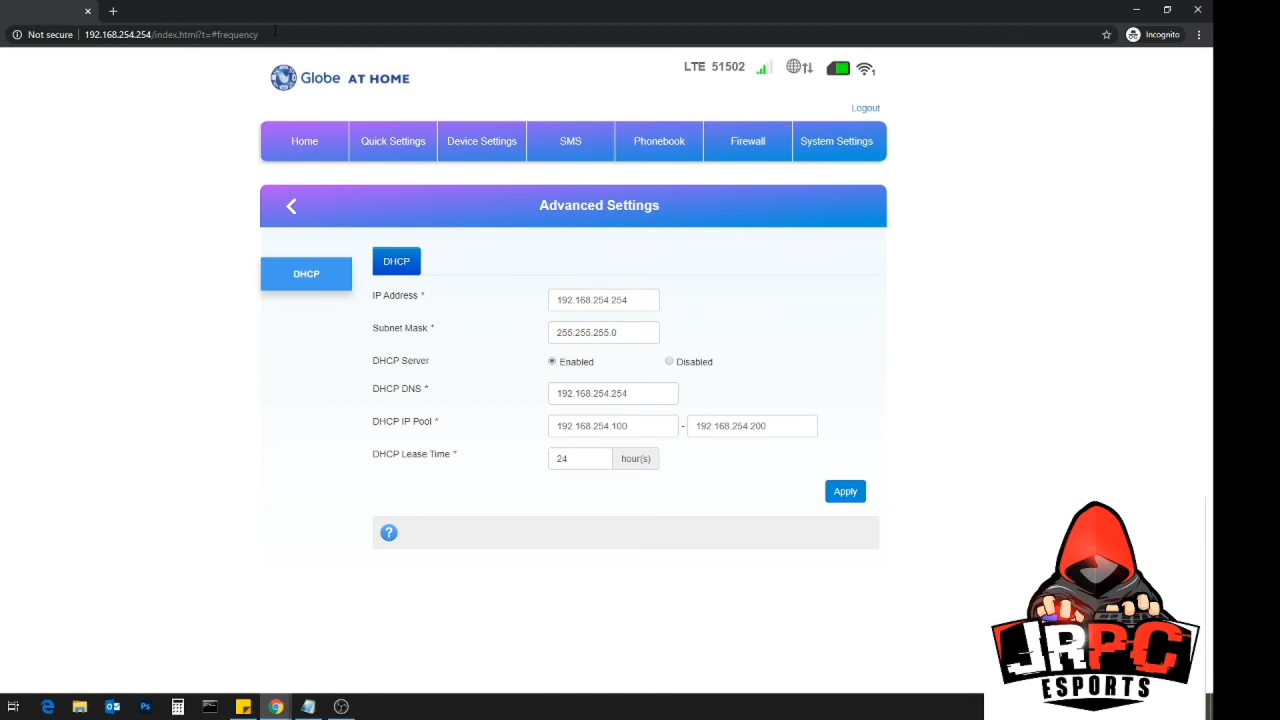 Not secure 192.168.254.254/index.html?t=#frequency Incognito
Globe AT HOME
LTE 51502 1
Logout
Home Quick Settings Device Settings SMS Phonebook Firewall System Settings
Advanced Settings
DHCP
DHCP
IP Address * 192.168.254.254
Subnet Mask * 255.255.255.0
DHCP Server Enabled Disabled
DHCP DNS * 192.168.254.254
DHCP IP Pool * 192.168.254.100 - 192.168.254.200
DHCP Lease Time * 24 hour(s)
Apply
?
JRPC
ESPORTS